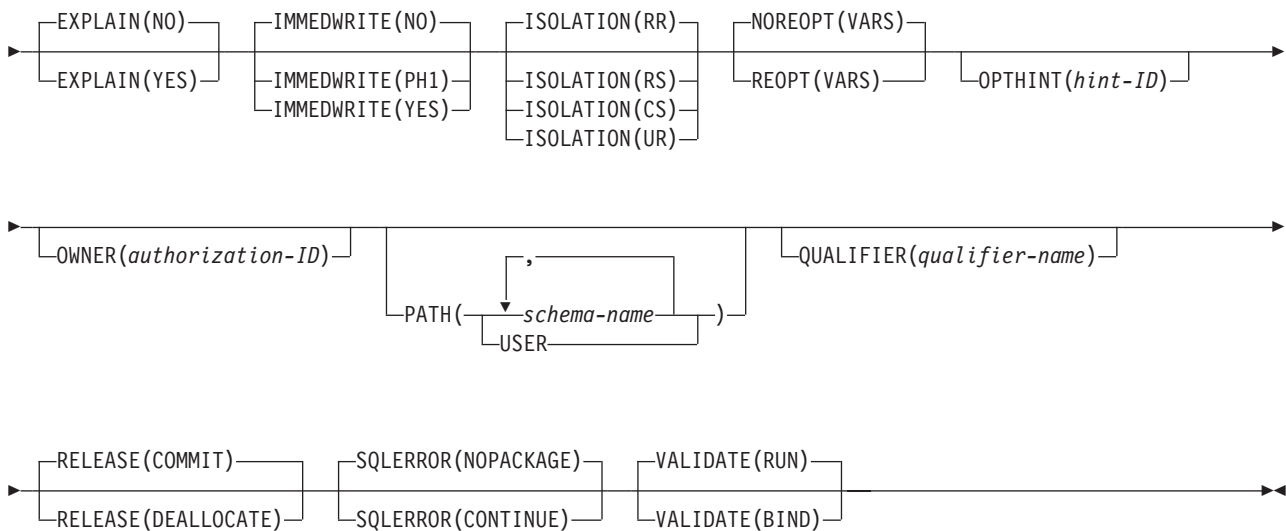 EXPLAIN(NO) IMMEDWRITE(NO) ISOLATION(RR) NOREOPT(VARS)
EXPLAIN(YES) IMMEDWRITE(PH1) ISOLATION(RS) REOPT(VARS) OPTHINT(hint-ID)
IMMEDWRITE(YES) ISOLATION(CS)
ISOLATION(UR)
OWNER(authorization-ID) QUALIFIER(qualifier-name)
,
PATH( schema-name )
USER
RELEASE(COMMIT) SQLERROR(NOPACKAGE) VALIDATE(RUN)
RELEASE(DEALLOCATE) SQLERROR(CONTINUE) VALIDATE(BIND)